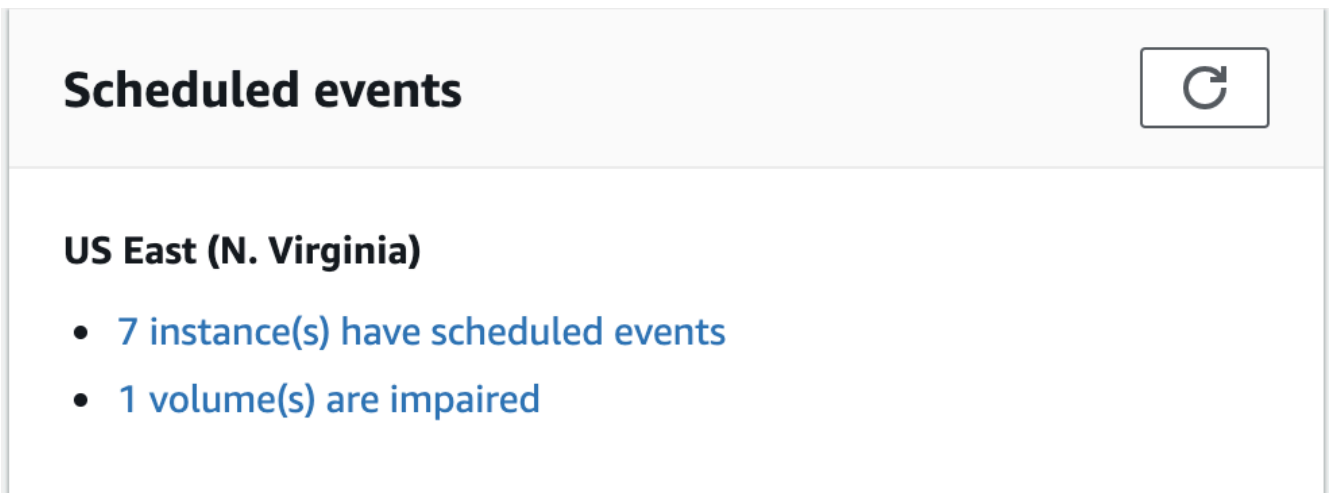 Scheduled events
US East (N. Virginia)
7 instance(s) have scheduled events
1 volume(s) are impaired